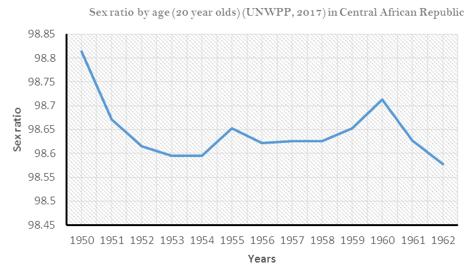 Sex ratio by age (20 year olds) (UNWPP, 2017) in Central African Republic
98.85
98.8
98.75
98.7
98.65
98.6
98.55
98.5
98.45
Sex ratio
1950 1951 1952 1953 1954 1955 1956 1957 1958 1959 1960 1961 1962
Years